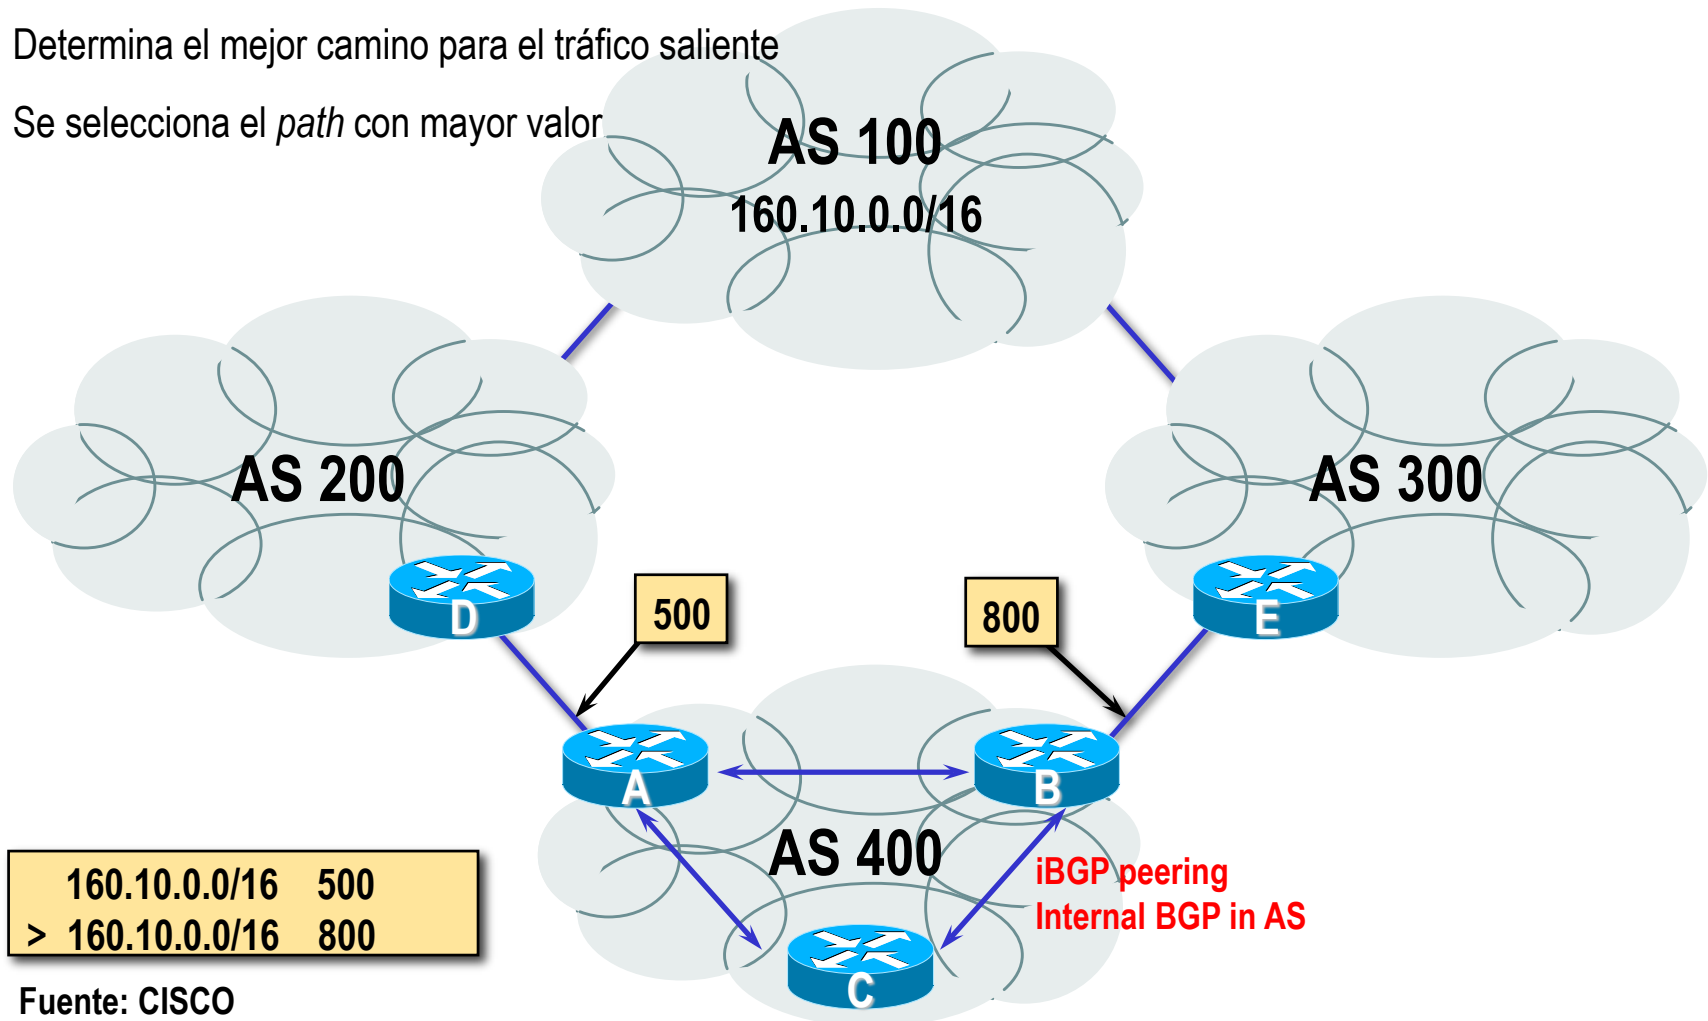 Determina el mejor camino para el tráfico saliente
Se selecciona el path con mayor valor
AS 100
160.10.0.0/16
AS 200
AS 300
D
500
800
E
A
B
AS 400
iBGP peering
Internal BGP in AS
160.10.0.0/16 500
> 160.10.0.0/16 800
C
Fuente: CISCO